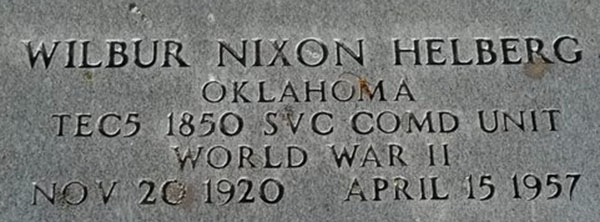 WILBUR NIXON HELBERG
OKLAHOMA
TEC5 1850 SVC COMD UNIT
WORLD WAR II
NOV 20 1920 APRIL 15 1957